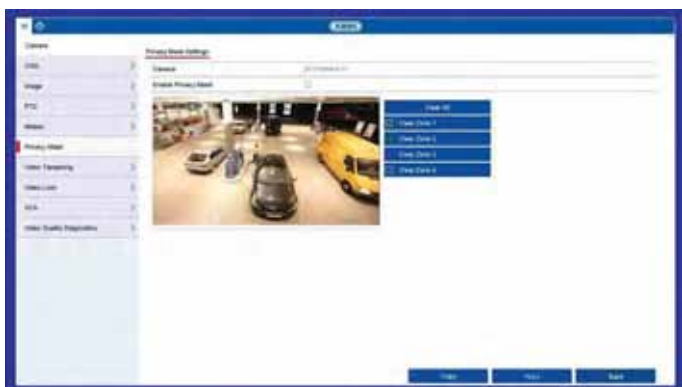 Camera
OSD
Image
PTZ
Motion
Privacy Mask
Video Tampering
Video Loss
VCA
Video Quality Diagnostics
Privacy Mask Settings
Camera
Enable Privacy Mask
Clear All
Clear Zone 1
Clear Zone 2
Clear Zone 3
Clear Zone 4
Copy
Apply
Back